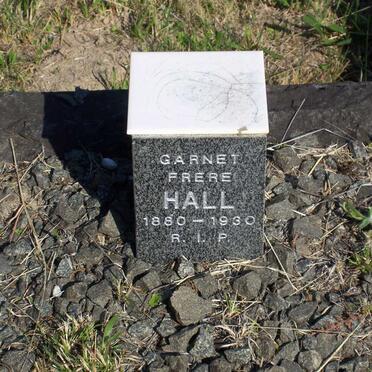 GARNET
FRERE
HALL
1880 - 1930
R. I. P.